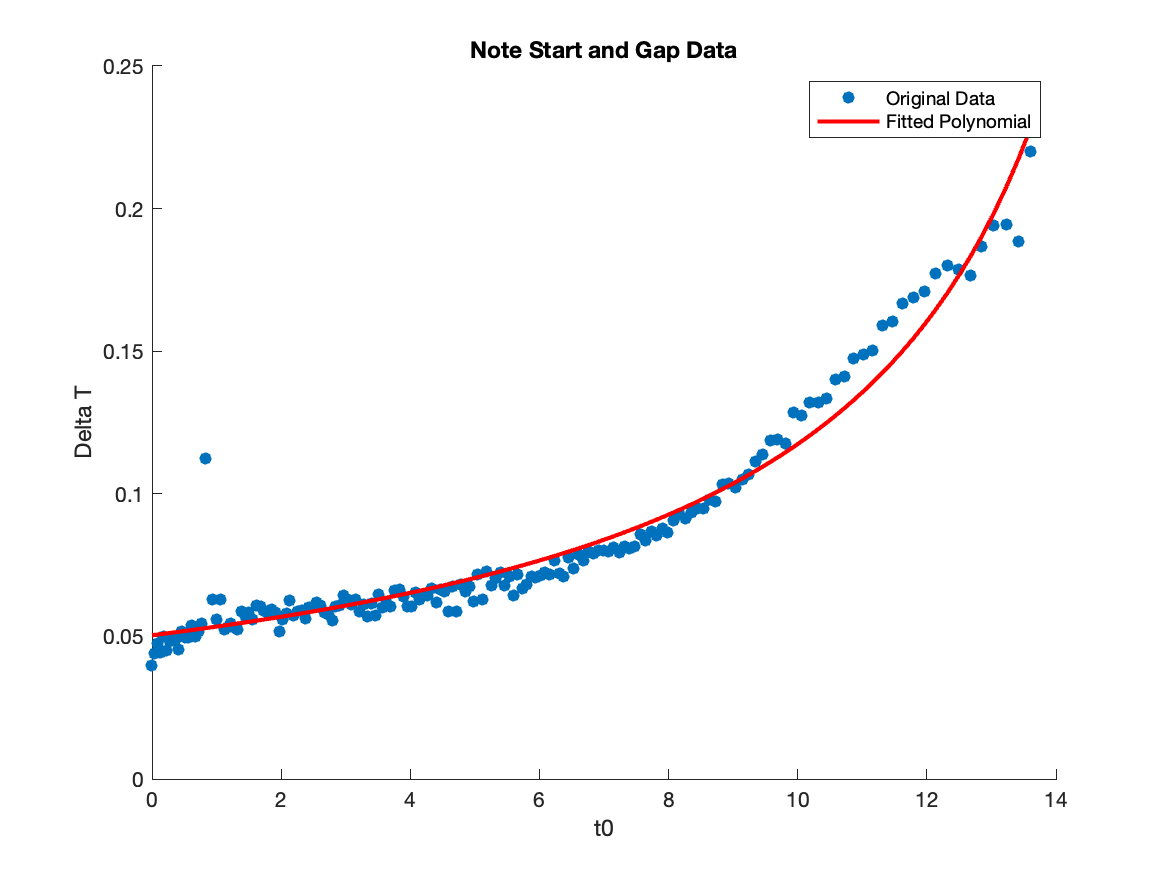 Note Start and Gap Data
0.25
Original Data
Fitted Polynomial
0.2
0.15
Delta T
0.1
0.05
0
0 2 4 6 8 10 12 14
t0